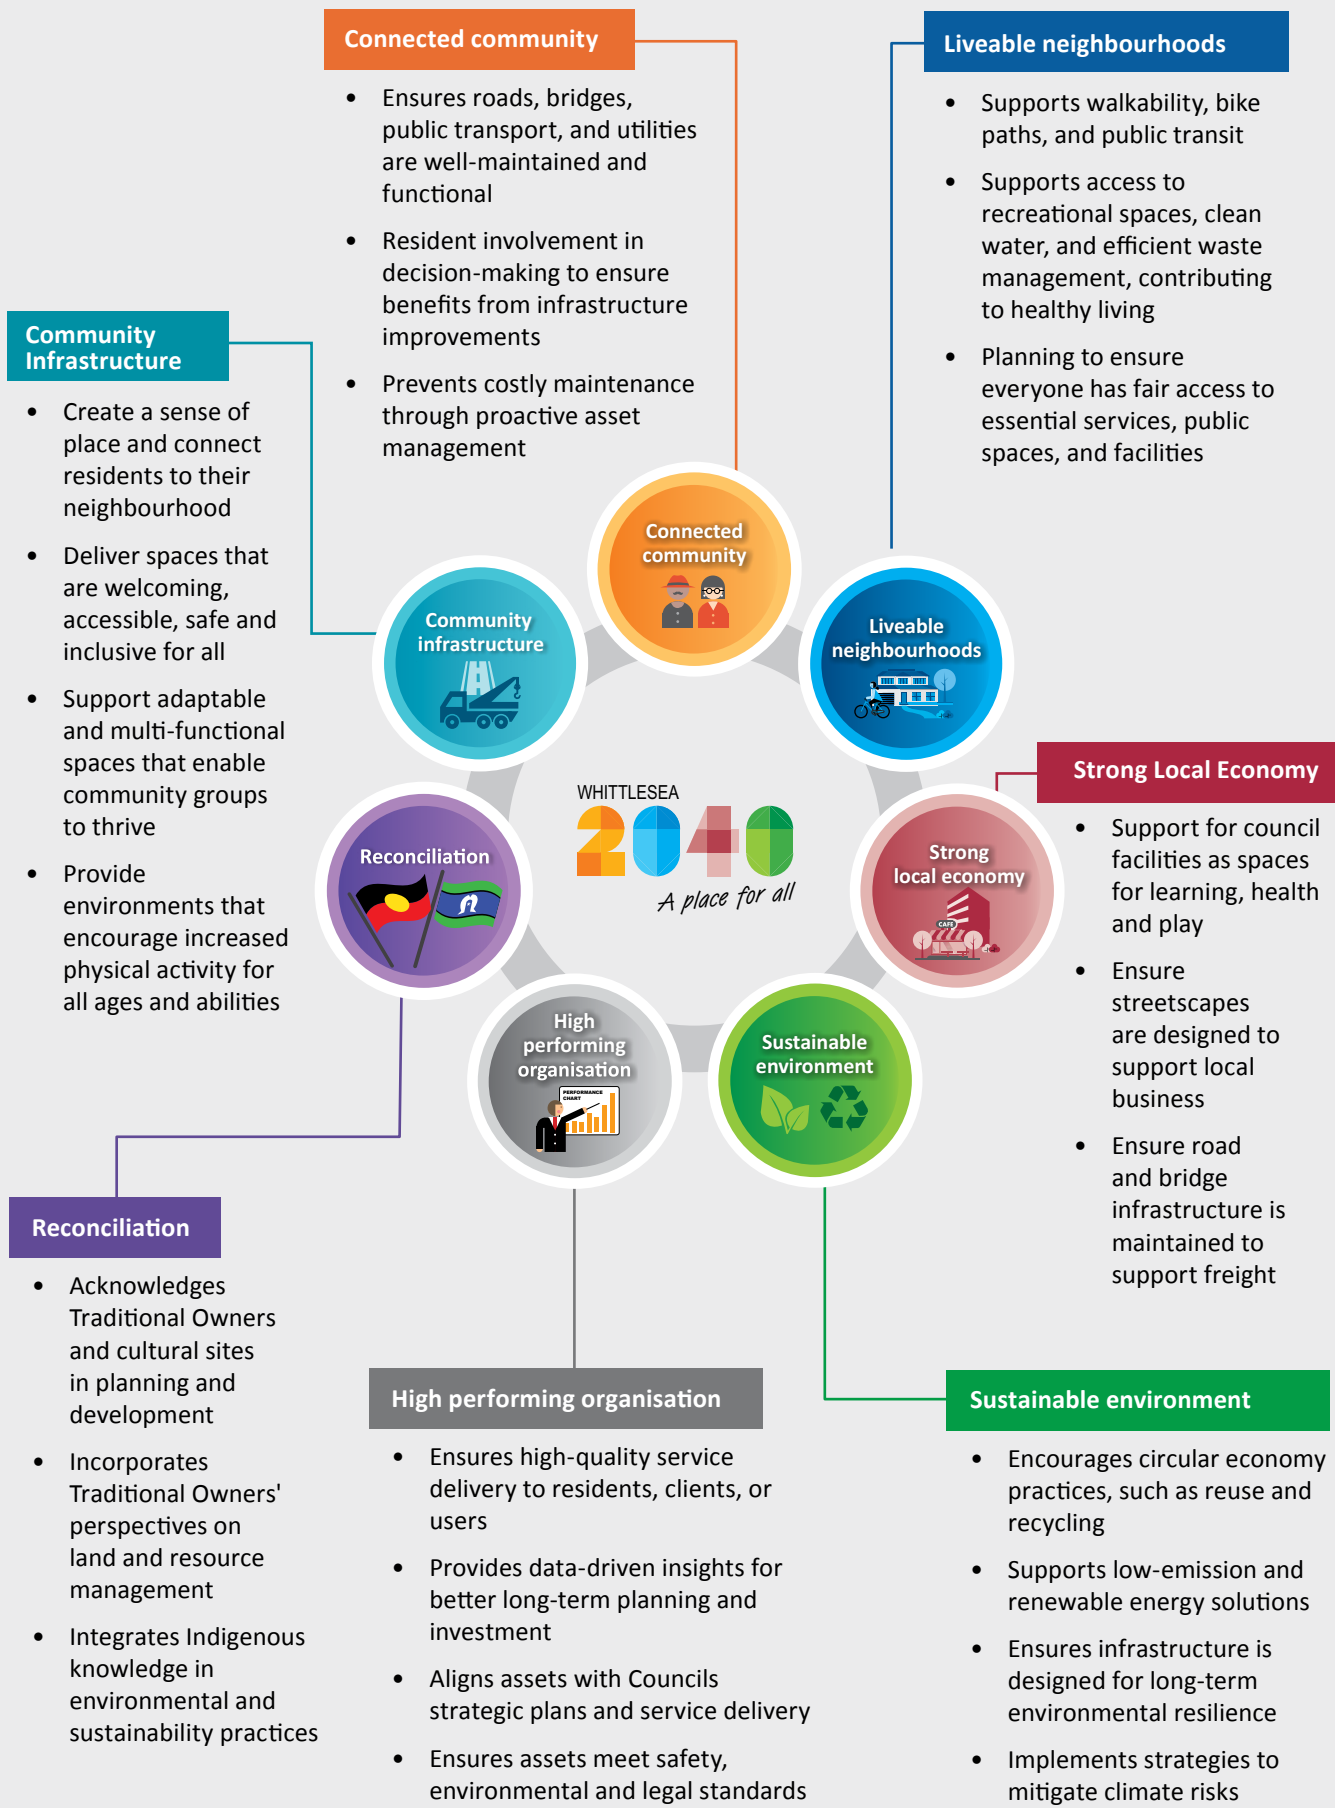 Connected community
• Ensures roads, bridges,
public transport, and utilities
are well-maintained and
functional
• Resident involvement in
decision-making to ensure
benefits from infrastructure
improvements
• Prevents costly maintenance
through proactive asset
management
Liveable neighbourhoods
• Supports walkability, bike
paths, and public transit
• Supports access to
recreational spaces, clean
water, and efficient waste
management, contributing
to healthy living
• Planning to ensure
everyone has fair access to
essential services, public
spaces, and facilities
Community
Infrastructure
• Create a sense of
place and connect
residents to their
neighbourhood
• Deliver spaces that
are welcoming,
accessible, safe and
inclusive for all
• Support adaptable
and multi-functional
spaces that enable
community groups
to thrive
• Provide
environments that
encourage increased
physical activity for
all ages and abilities
Connected
community
Community
infrastructure
Liveable
neighbourhoods
WHITTLESEA
2040
A place for all
Reconciliation
Strong
local economy
CAFE
High
performing
organisation
PERFORMANCE
CHART
Sustainable
environment
Strong Local Economy
• Support for council
facilities as spaces
for learning, health
and play
• Ensure
streetscapes
are designed to
support local
business
• Ensure road
and bridge
infrastructure is
maintained to
support freight
Reconciliation
• Acknowledges
Traditional Owners
and cultural sites
in planning and
development
• Incorporates
Traditional Owners'
perspectives on
land and resource
management
• Integrates Indigenous
knowledge in
environmental and
sustainability practices
High performing organisation
• Ensures high-quality service
delivery to residents, clients, or
users
• Provides data-driven insights for
better long-term planning and
investment
• Aligns assets with Councils
strategic plans and service delivery
• Ensures assets meet safety,
environmental and legal standards
Sustainable environment
• Encourages circular economy
practices, such as reuse and
recycling
• Supports low-emission and
renewable energy solutions
• Ensures infrastructure is
designed for long-term
environmental resilience
• Implements strategies to
mitigate climate risks